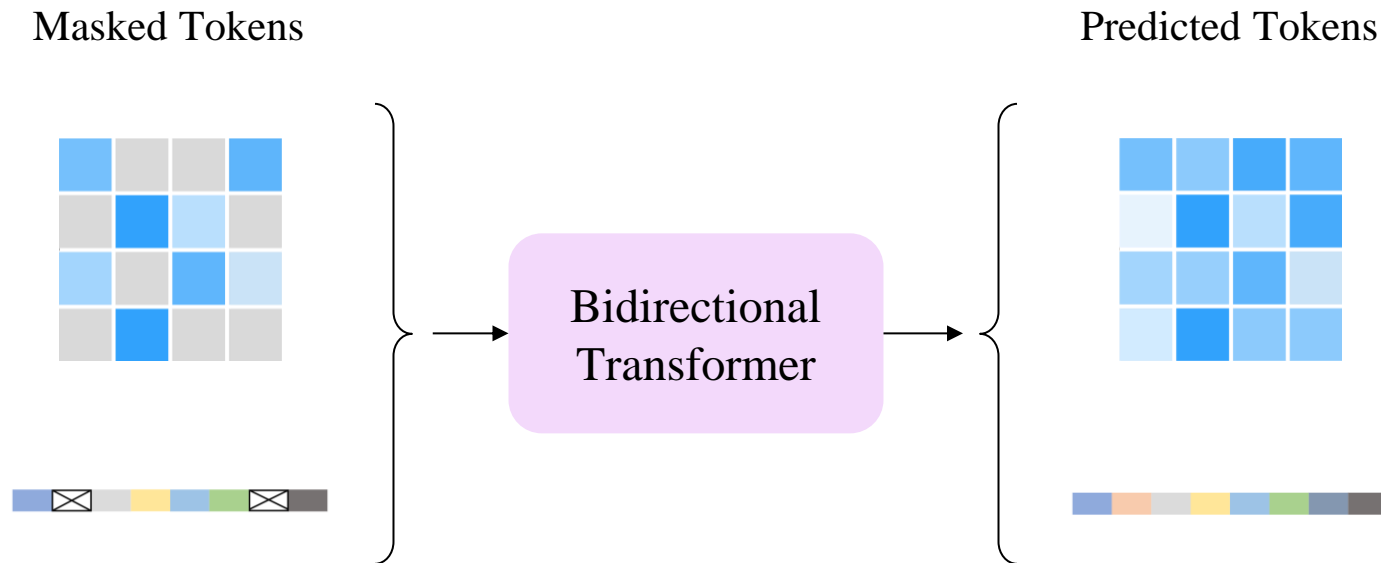 Masked Tokens
Predicted Tokens
Bidirectional
Transformer